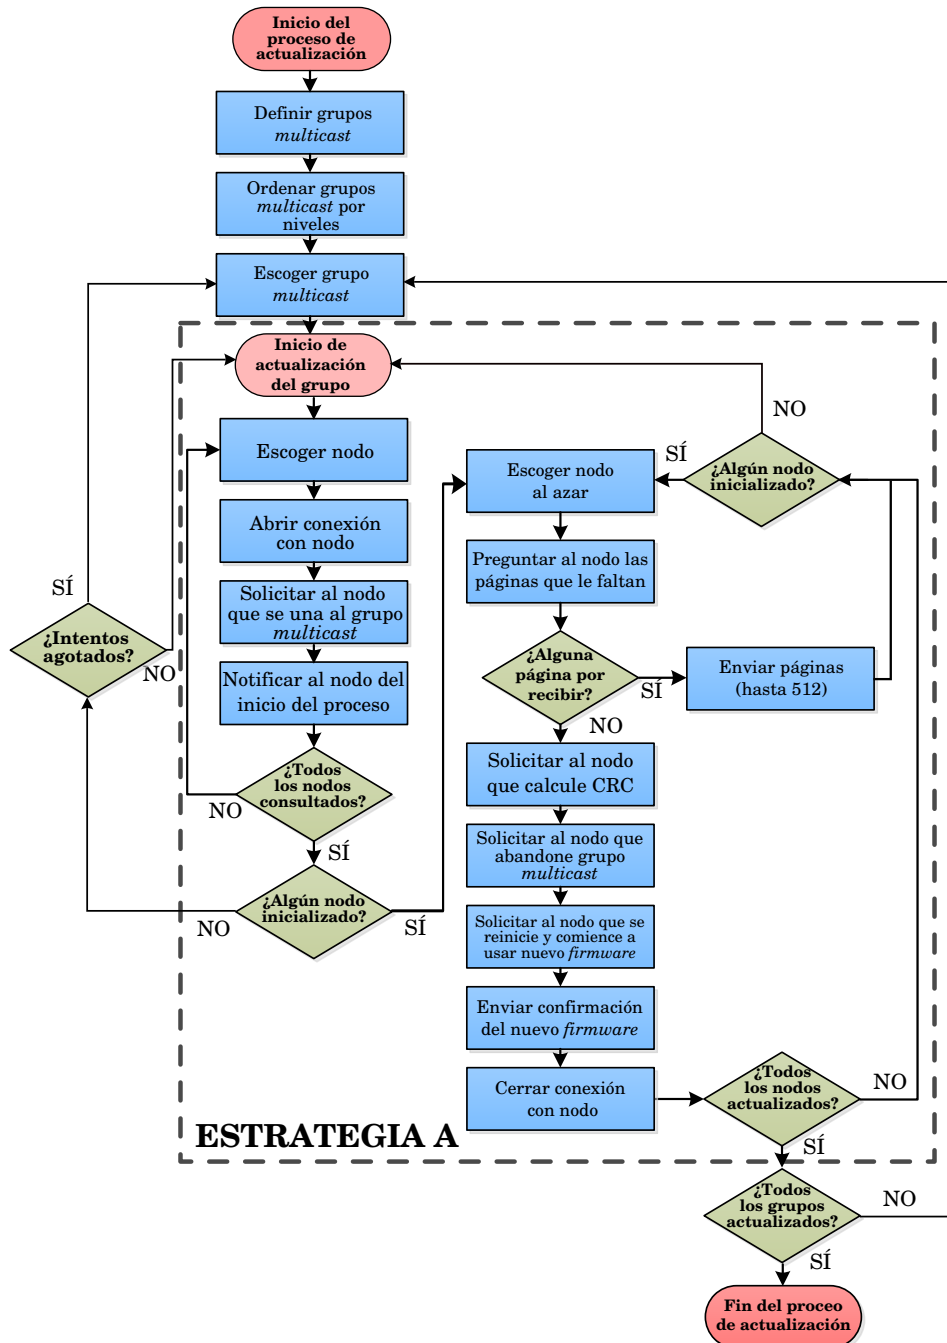 Inicio del
proceso de
actualización
Definir grupos
multicast
Ordenar grupos
multicast por
niveles
Escoger grupo
multicast
Inicio de
actualización
del grupo
Escoger nodo
Abrir conexión
con nodo
Solicitar al nodo
que se una al grupo
multicast
Notificar al nodo del
inicio del proceso
¿Todos
los nodos
consultados?
NO
SÍ
¿Algún nodo
inicializado?
NO
SÍ
SÍ
¿Intentos
agotados?
NO
NO
¿Algún nodo
inicializado?
SÍ
Escoger nodo
al azar
Preguntar al nodo las
páginas que le faltan
¿Alguna
página por
recibir?
SÍ
Enviar páginas
(hasta 512)
NO
Solicitar al nodo
que calcule CRC
Solicitar al nodo que
abandone grupo
multicast
Solicitar al nodo que se
reinicie y comience a
usar nuevo firmware
Enviar confirmación
del nuevo firmware
Cerrar conexión
con nodo
¿Todos
los nodos
actualizados?
NO
SÍ
ESTRATEGIA A
¿Todos
los grupos
actualizados?
NO
SÍ
Fin del proceo
de actualización